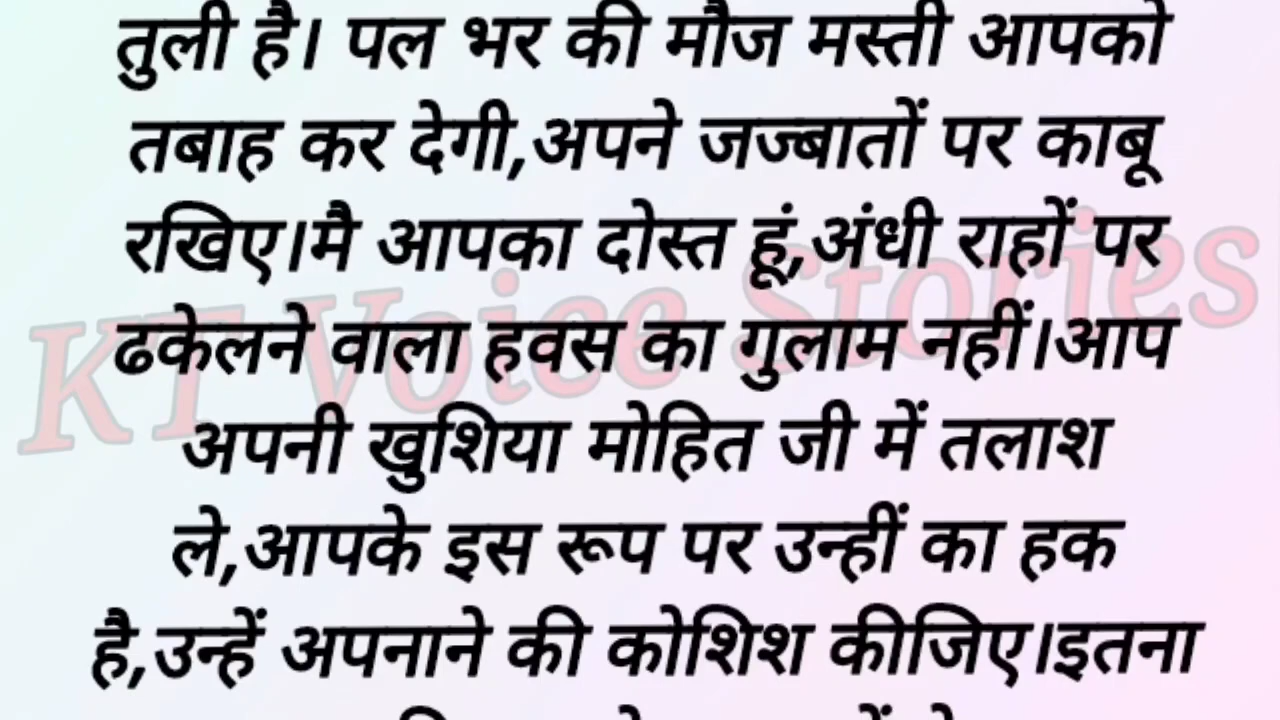 तुली है। पल भर की मौज मस्ती आपको
तबाह कर देगी,अपने जज्बातों पर काबू
रखिए।मै आपका दोस्त हूं,अंधी राहों पर
ढकेलने वाला हवस का गुलाम नहीं।आप
अपनी खुशिया मोहित जी में तलाश
ले,आपके इस रूप पर उन्हीं का हक
है,उन्हें अपनाने की कोशिश कीजिए।इतना
KT Voice Stories